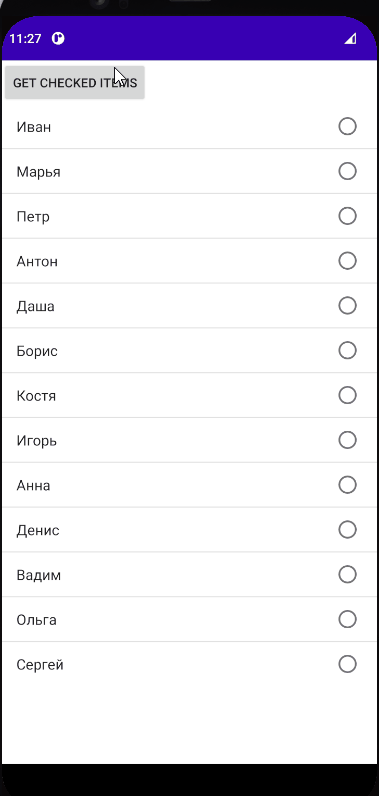 11:27
GET CHECKED ITEMS
Иван
Марья
Петр
Антон
Даша
Борис
Костя
Игорь
Анна
Денис
Вадим
Ольга
Сергей